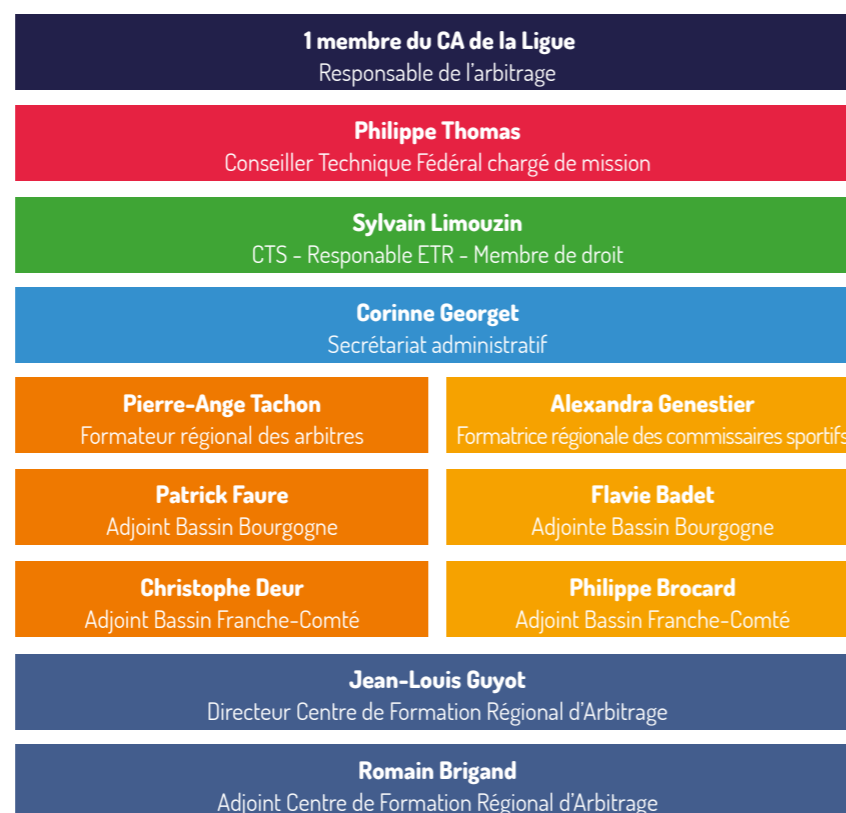 1 membre du CA de la Ligue
Responsable de l'arbitrage
Philippe Thomas
Conseiller Technique Fédéral chargé de mission
Sylvain Limouzin
CTS - Responable ETR - Membre de droit
Corinne Georget
Secrétariat administratif
Pierre-Ange Tachon
Formateur régional des arbitres
Alexandra Genestier
Formatrice régionale des commissaires sportifs
Patrick Faure
Adjoint Bassin Bourgogne
Flavie Badet
Adjointe Bassin Bourgogne
Christophe Deur
Adjoint Bassin Franche-Comté
Philippe Brocard
Adjoint Bassin Franche-Comté
Jean-Louis Guyot
Directeur Centre de Formation Régional d'Arbitrage
Romain Brigand
Adjoint Centre de Formation Régional d'Arbitrage